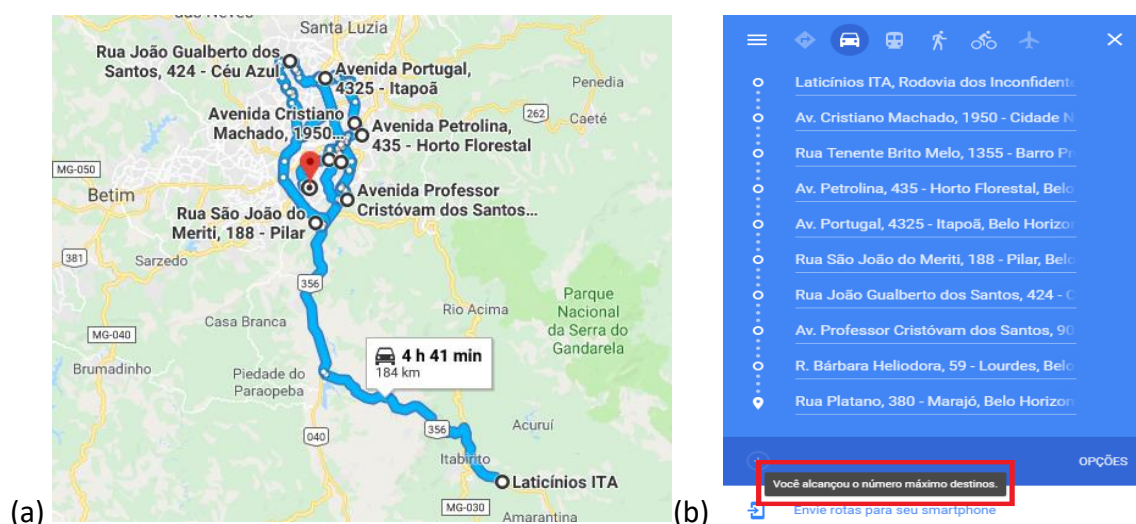 Santa Luzia
Rua João Gualberto dos
Santos, 424 - Céu Azul
Avenida Portugal,
4325 - Itapoã
Penedia
Avenida Cristiano
Machado, 1950...
262
Caeté
Avenida Petrolina,
435 - Horto Florestal
MG-050
Betim
Avenida Professor
Cristóvam dos Santos...
Rua São João do
Meriti, 188 - Pilar
381
Sarzedo
356
Parque
Nacional
da Serra do
Gandarela
Rio Acima
Casa Branca
MG-040
4 h 41 min
184 km
Brumadinho
Piedade do
Paraopeba
356
Acuruí
040
Itabirito
Laticínios ITA
MG-030
Amarantina
(a)
Laticínios ITA, Rodovia dos Inconfidente
Av. Cristiano Machado, 1950 - Cidade N
Rua Tenente Brito Melo, 1355 - Barro Pr
Av. Petrolina, 435 - Horto Florestal, Belo
Av. Portugal, 4325 - Itapoã, Belo Horizon
Rua São João do Meriti, 188 - Pilar, Belo
Rua João Gualberto dos Santos, 424 - C
Av. Professor Cristóvam dos Santos, 90
R. Bárbara Heliodora, 59 - Lourdes, Belo
Rua Platano, 380 - Marajó, Belo Horizon
OPÇÕES
Você alcançou o número máximo destinos.
Envie rotas para seu smartphone
(b)